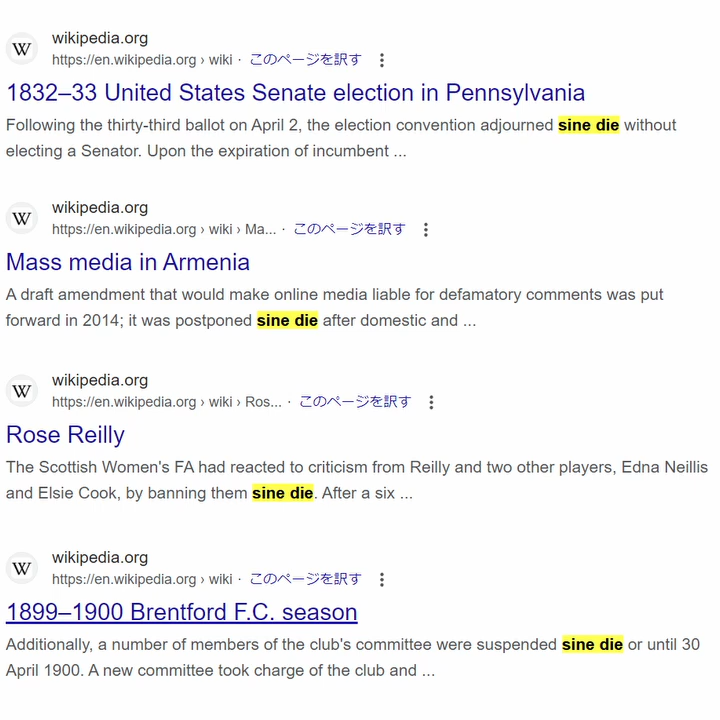 W
wikipedia.org
https://en.wikipedia.org › wiki · このページを訳す
1832–33 United States Senate election in Pennsylvania
Following the thirty-third ballot on April 2, the election convention adjourned sine die without
electing a Senator. Upon the expiration of incumbent ...
W
wikipedia.org
https://en.wikipedia.org › wiki › Ma... · このページを訳す
Mass media in Armenia
A draft amendment that would make online media liable for defamatory comments was put
forward in 2014; it was postponed sine die after domestic and ...
W
wikipedia.org
https://en.wikipedia.org › wiki › Ros... · このページを訳す
Rose Reilly
The Scottish Women's FA had reacted to criticism from Reilly and two other players, Edna Neillis
and Elsie Cook, by banning them sine die. After a six ...
W
wikipedia.org
https://en.wikipedia.org › wiki · このページを訳す
1899–1900 Brentford F.C. season
Additionally, a number of members of the club's committee were suspended sine die or until 30
April 1900. A new committee took charge of the club and ...